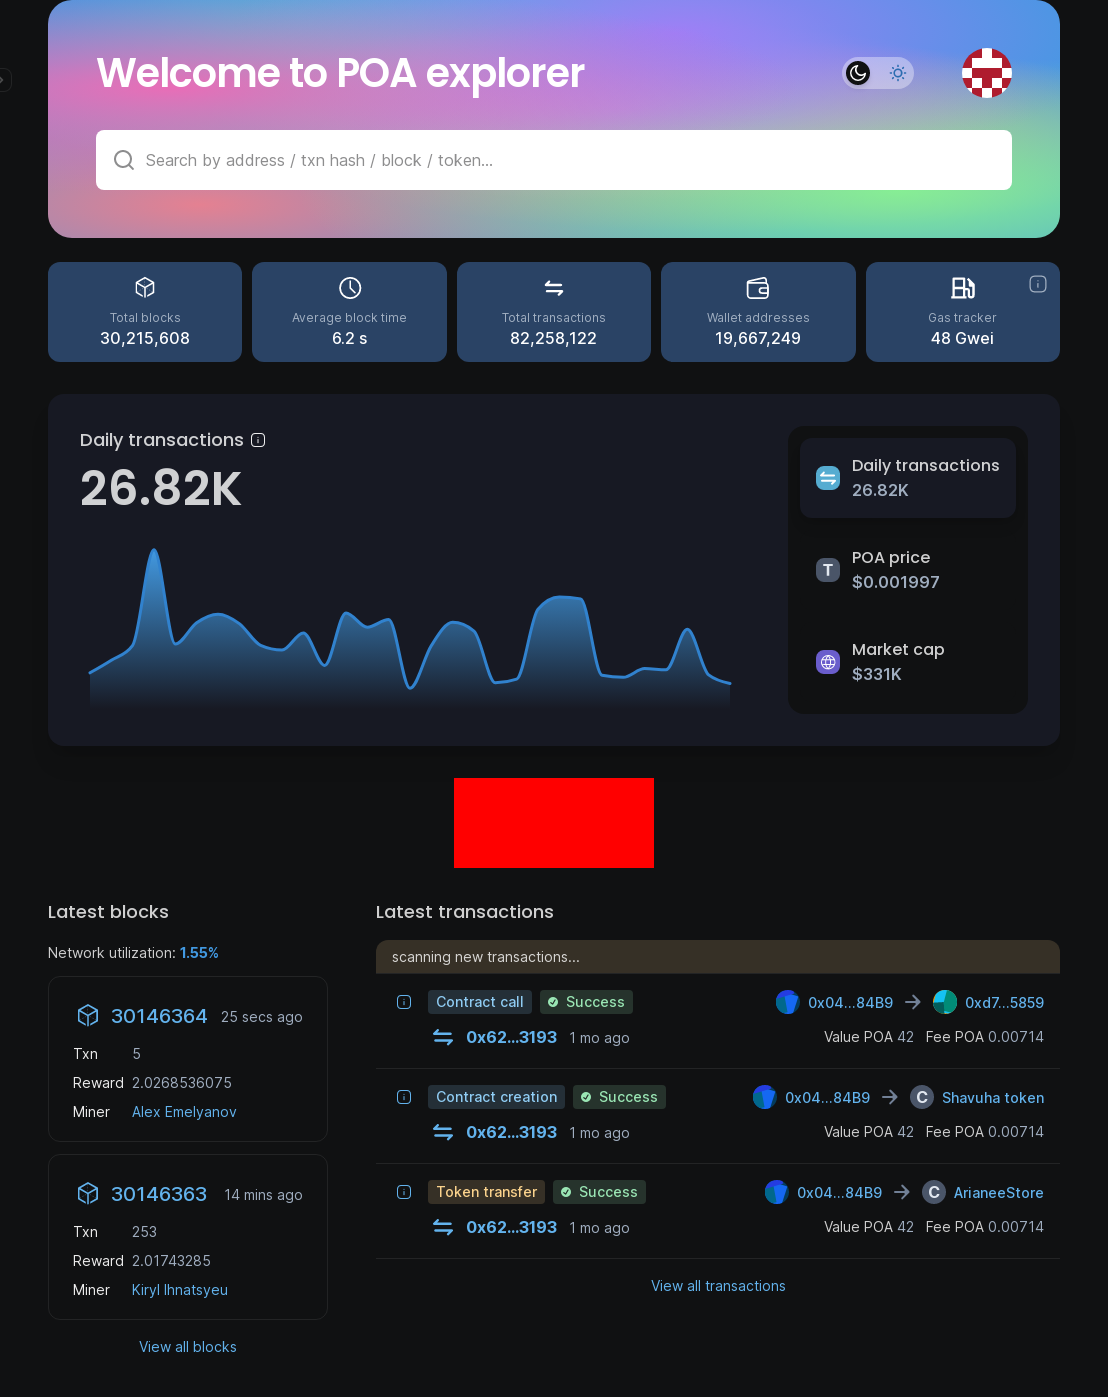 Welcome to POA explorer
Search by address / txn hash / block / token...
Total blocks
30,215,608
Average block time
6.2 s
Total transactions
82,258,122
Wallet addresses
19,667,249
Gas tracker
48 Gwei
Daily transactions
26.82K
Daily transactions
26.82K
T
POA price
$0.001997
Market cap
$331K
Latest blocks
Network utilization: 1.55%
30146364 25 secs ago
Txn 5
Reward 2.0268536075
Miner Alex Emelyanov
30146363 14 mins ago
Txn 253
Reward 2.01743285
Miner Kiryl Ihnatsyeu
View all blocks
Latest transactions
scanning new transactions...
Contract call Success 0x04...84B9 0xd7...5859
0x62...3193 1 mo ago Value POA 42 Fee POA 0.00714
Contract creation Success 0x04...84B9 C Shavuha token
0x62...3193 1 mo ago Value POA 42 Fee POA 0.00714
Token transfer Success 0x04...84B9 C ArianeeStore
0x62...3193 1 mo ago Value POA 42 Fee POA 0.00714
View all transactions